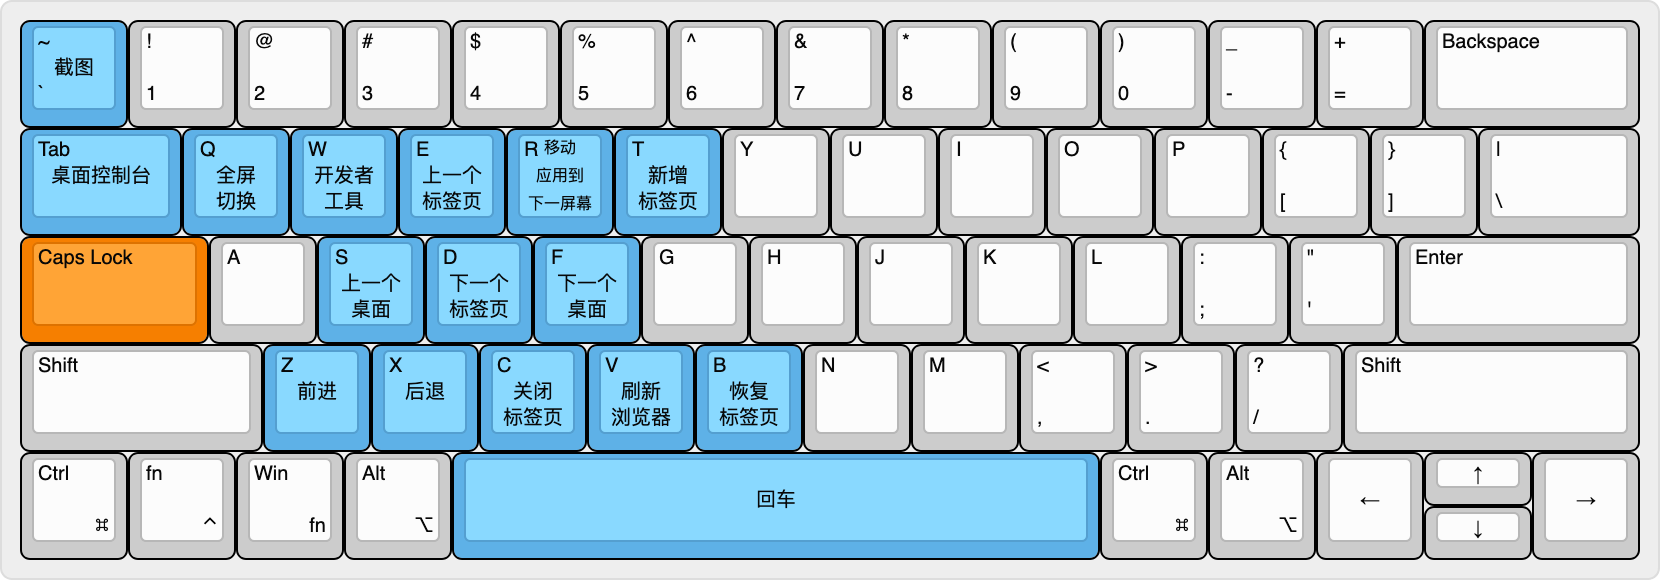 ~
截图
`
!
1
@
2
#
3
$
4
%
5
^
6
&
7
*
8
(
9
)
0
_
-
+
=
Backspace
Tab
桌面控制台
Q
全屏
切换
W
开发者
工具
E
上一个
标签页
R 移动
应用到
下一屏幕
T
新增
标签页
Y
U
I
O
P
{
[
}
]
|
\
Caps Lock
A
S
上一个
桌面
D
下一个
标签页
F
下一个
桌面
G
H
J
K
L
:
;
"
'
Enter
Shift
Z
前进
X
后退
C
关闭
标签页
V
刷新
浏览器
B
恢复
标签页
N
M
<
,
>
.
?
/
Shift
Ctrl
⌘
fn
^
Win
fn
Alt
⌥
回车
Ctrl
⌘
Alt
⌥
←
↑
↓
→